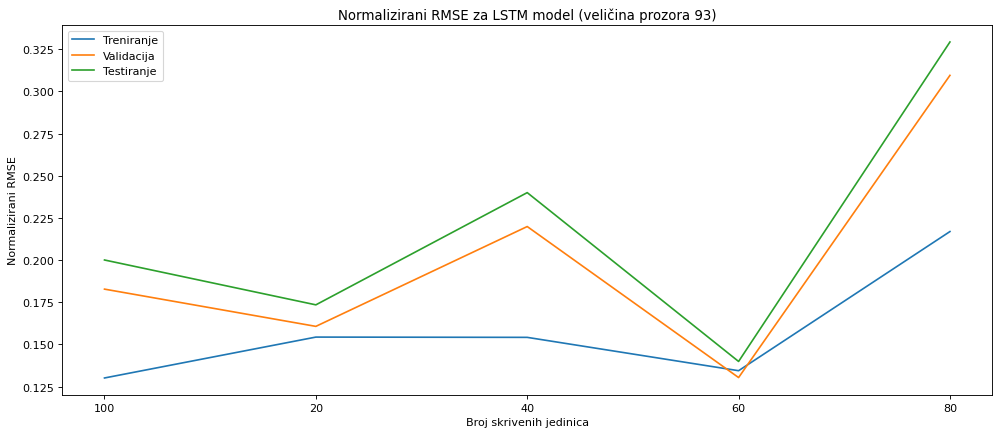 Normalizirani RMSE za LSTM model (veličina prozora 93)
Treniranje
Validacija
Testiranje
Normalizirani RMSE
0.325
0.300
0.275
0.250
0.225
0.200
0.175
0.150
0.125
100 20 40 60 80
Broj skrivenih jedinica